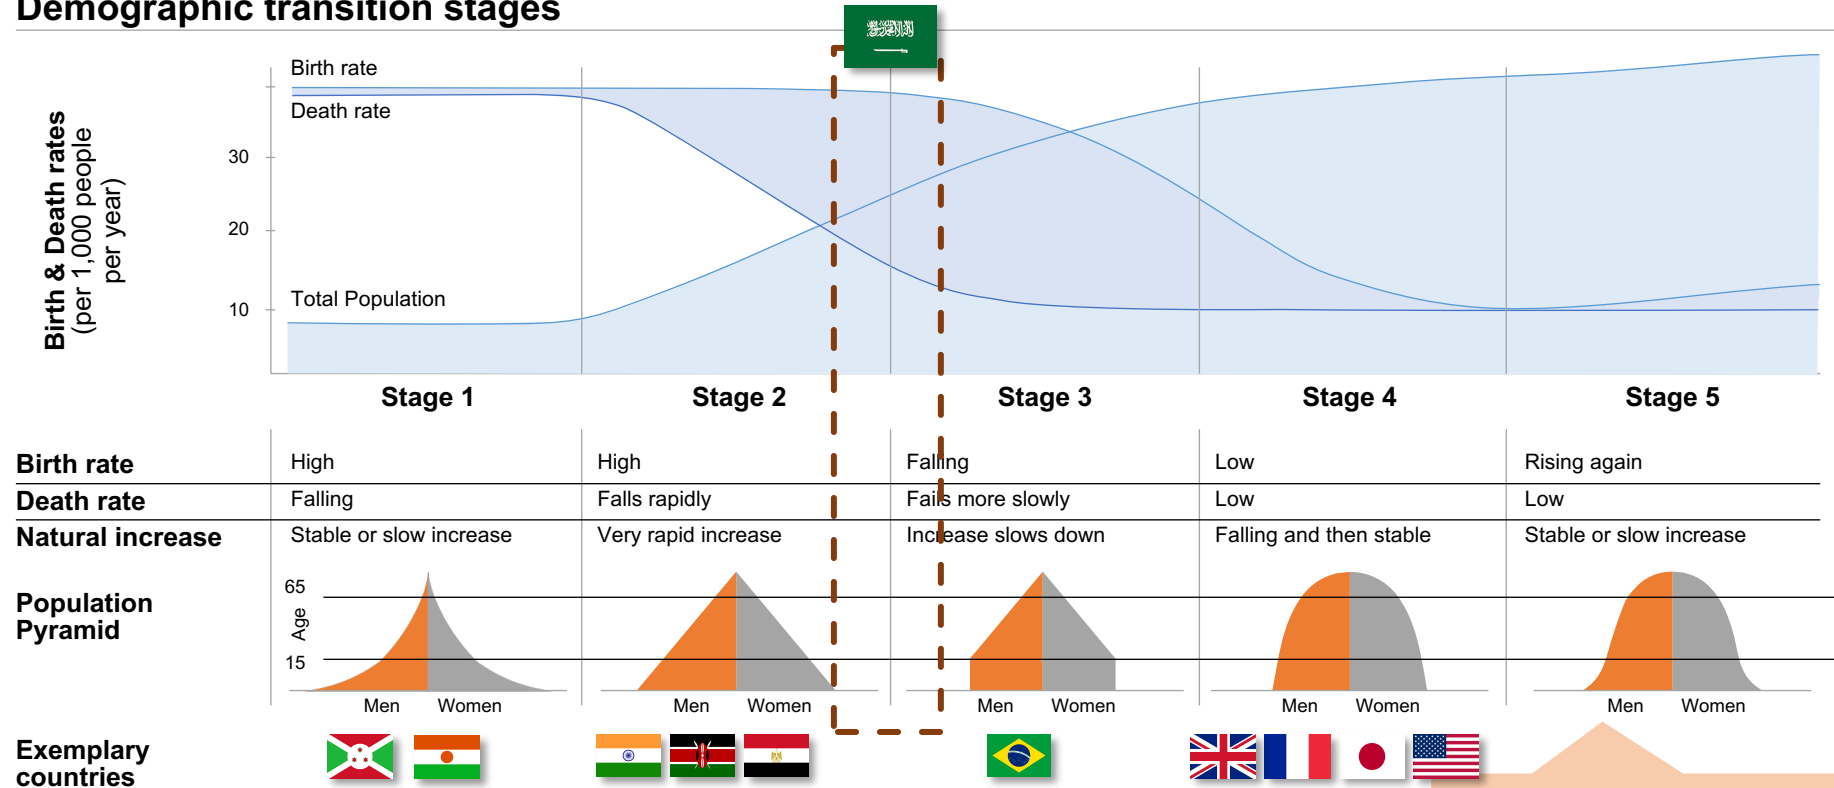 Demographic transition stages
Birth rate
Death rate
Birth & Death rates
(per 1,000 people
per year)
30
20
10
Total Population
Stage 1
Stage 2
Stage 3
Stage 4
Stage 5
Birth rate
High
High
Falling
Low
Rising again
Death rate
Falling
Falls rapidly
Falls more slowly
Low
Low
Natural increase
Stable or slow increase
Very rapid increase
Increase slows down
Falling and then stable
Stable or slow increase
Population
Pyramid
65
Age
15
Men
Women
Men
Women
Men
Women
Men
Women
Men
Women
Exemplary
countries